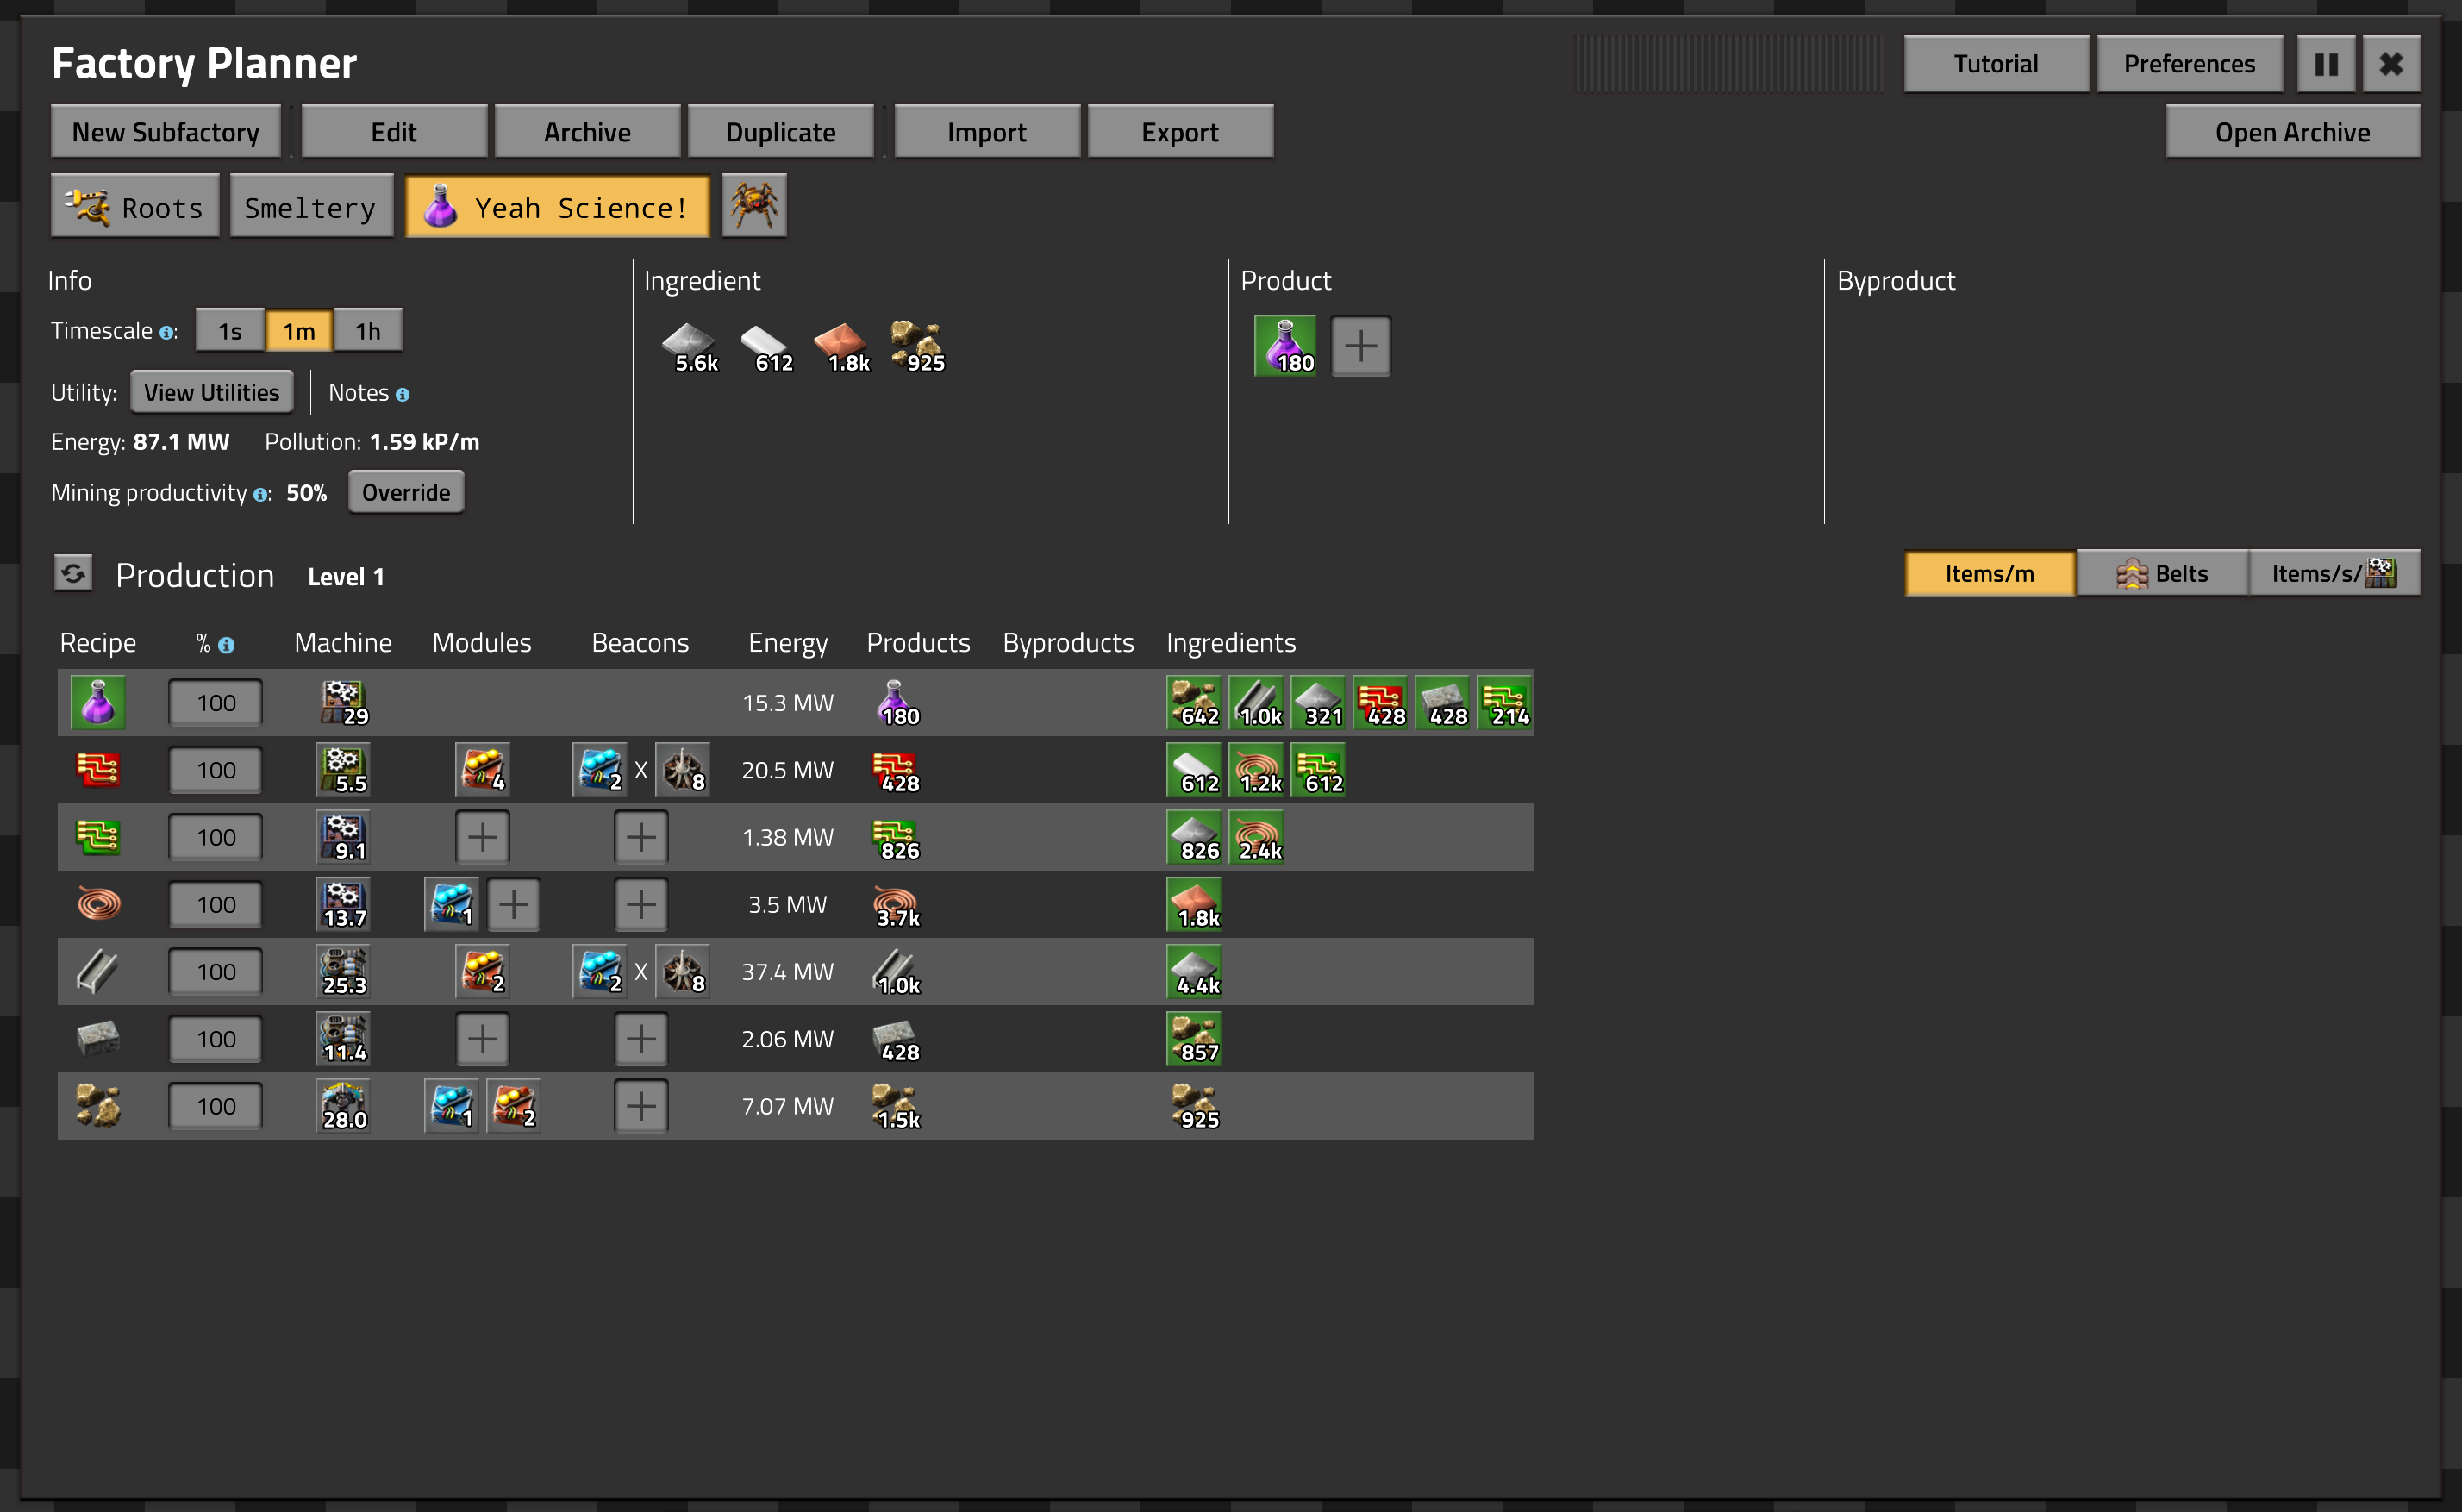 Factory Planner
Tutorial
Preferences
New Subfactory
Edit
Archive
Duplicate
Import
Export
Open Archive
Roots
Smeltery
Yeah Science!
Info
Timescale i:
1s
1m
1h
Utility:
View Utilities
Notes i
Energy: 87.1 MW
Pollution: 1.59 kP/m
Mining productivity i: 50%
Override
Ingredient
5.6k 612 1.8k 925
Product
180
Byproduct
Production Level 1
Items/m
Belts
Items/s/
Recipe % i Machine Modules Beacons Energy Products Byproducts Ingredients
100 29 15.3 MW 180 642 1.0k 321 428 428 214
100 5.5 4 2 X 8 20.5 MW 428 612 1.2k 612
100 9.1 1.38 MW 826 826 2.4k
100 13.7 1 3.5 MW 3.7k 1.8k
100 25.3 2 2 X 8 37.4 MW 1.0k 4.4k
100 11.4 2.06 MW 428 857
100 28.0 1 2 7.07 MW 1.5k 925